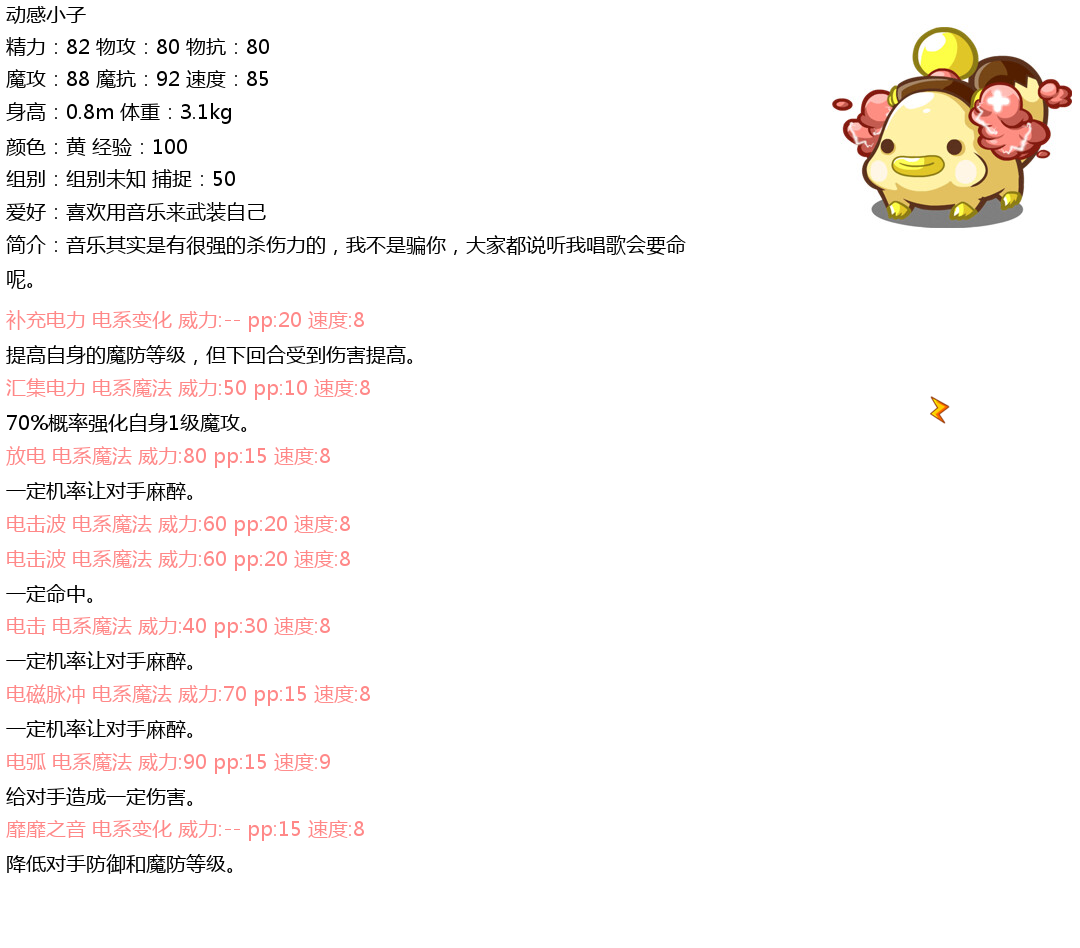 动感小子
精力：82 物攻：80 物抗：80
魔攻：88 魔抗：92 速度：85
身高：0.8m 体重：3.1kg
颜色：黄 经验：100
组别：组别未知 捕捉：50
爱好：喜欢用音乐来武装自己
简介：音乐其实是有很强的杀伤力的，我不是骗你，大家都说听我唱歌会要命
呢。
补充电力 电系变化 威力:-- pp:20 速度:8
提高自身的魔防等级，但下回合受到伤害提高。
汇集电力 电系魔法 威力:50 pp:10 速度:8
70%概率强化自身1级魔攻。
放电 电系魔法 威力:80 pp:15 速度:8
一定机率让对手麻醉。
电击波 电系魔法 威力:60 pp:20 速度:8
电击波 电系魔法 威力:60 pp:20 速度:8
一定命中。
电击 电系魔法 威力:40 pp:30 速度:8
一定机率让对手麻醉。
电磁脉冲 电系魔法 威力:70 pp:15 速度:8
一定机率让对手麻醉。
电弧 电系魔法 威力:90 pp:15 速度:9
给对手造成一定伤害。
靡靡之音 电系变化 威力:-- pp:15 速度:8
降低对手防御和魔防等级。